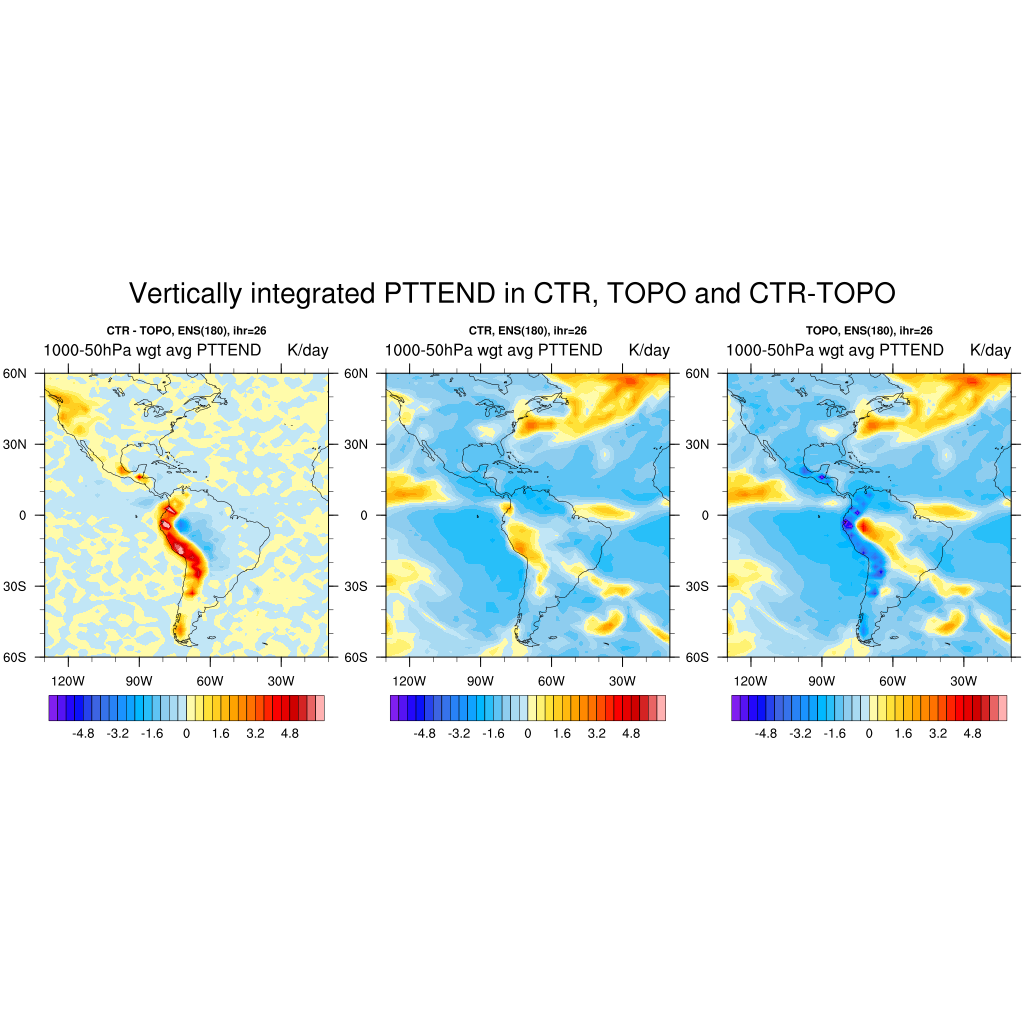 Vertically integrated PTTEND in CTR, TOPO and CTR-TOPO
CTR - TOPO, ENS(180), ihr=26
1000-50hPa wgt avg PTTEND K/day
60N
30N
0
30S
60S
120W 90W 60W 30W
-4.8 -3.2 -1.6 0 1.6 3.2 4.8
CTR, ENS(180), ihr=26
1000-50hPa wgt avg PTTEND K/day
60N
30N
0
30S
60S
120W 90W 60W 30W
-4.8 -3.2 -1.6 0 1.6 3.2 4.8
TOPO, ENS(180), ihr=26
1000-50hPa wgt avg PTTEND K/day
60N
30N
0
30S
60S
120W 90W 60W 30W
-4.8 -3.2 -1.6 0 1.6 3.2 4.8